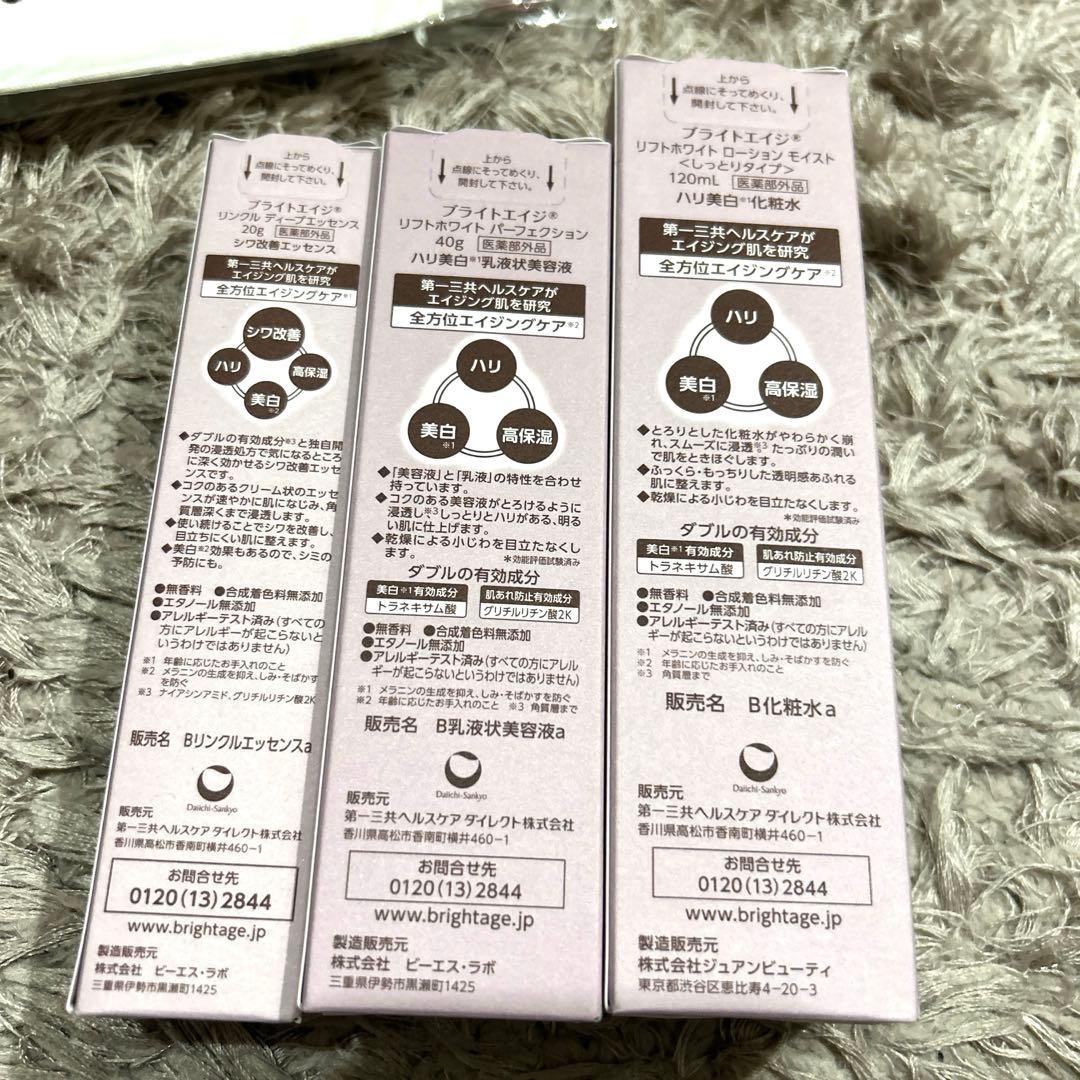 上から
点線にそってめくり、
開封して下さい。
ブライトエイジ®
リンクル ディープエッセンス
20g 医薬部外品
シワ改善エッセンス
第一三共ヘルスケアが
エイジング肌を研究
全方位エイジングケア※1
シワ改善
ハリ
高保湿
美白
※2
◆ダブルの有効成分※3と独自開
発の浸透処方で気になるところ
に深く効かせるシワ改善エッセ
ンスです。
◆コクのあるクリーム状のエッセ
ンスが速やかに肌になじみ、角
質層深くまで浸透します。
◆使い続けることでシワを改善し、
目立ちにくい肌に整えます。
◆美白※2効果もあるので、シミの
予防にも。
●無香料 ●合成着色料無添加
●エタノール無添加
●アレルギーテスト済み(すべての
方にアレルギーが起こらないと
いうわけではありません)
※1 年齢に応じたお手入れのこと
※2 メラニンの生成を抑え、しみ・そばかす
を防ぐ
※3 ナイアシンアミド、グリチルリチン酸2K
販売名 Bリンクルエッセンスa
Daiichi-Sankyo
販売元
第一三共ヘルスケア ダイレクト株式会社
香川県高松市香南町横井460-1
お問合せ先
0120(13)2844
www.brightage.jp
製造販売元
株式会社 ピーエス・ラボ
三重県伊勢市黒瀬町1425
上から
点線にそってめくり、
開封して下さい。
ブライトエイジ®
リフトホワイト パーフェクション
40g 医薬部外品
ハリ美白※1乳液状美容液
第一三共ヘルスケアが
エイジング肌を研究
全方位エイジングケア※2
ハリ
美白
※1
高保湿
◆「美容液」と「乳液」の特性を合わせ
持っています。
◆コクのある美容液がとろけるように
浸透し※3しっとりとハリがある、明る
い肌に仕上げます。
◆乾燥による小じわを目立たなくし
ます。
*効能評価試験済み
ダブルの有効成分
美白※1有効成分
トラネキサム酸
肌あれ防止有効成分
グリチルリチン酸2K
●無香料 ●合成着色料無添加
●エタノール無添加
●アレルギーテスト済み(すべての方にアレル
ギーが起こらないというわけではありません)
※1 メラニンの生成を抑え、しみ・そばかすを防ぐ
※2 年齢に応じたお手入れのこと ※3 角質層まで
販売名 B乳液状美容液a
Daiichi-Sankyo
販売元
第一三共ヘルスケア ダイレクト株式会社
香川県高松市香南町横井460-1
お問合せ先
0120(13)2844
www.brightage.jp
製造販売元
株式会社 ピーエス・ラボ
三重県伊勢市黒瀬町1425
上から
点線にそってめくり、
開封して下さい。
ブライトエイジ®
リフトホワイト ローション モイスト
<しっとりタイプ>
120mL 医薬部外品
ハリ美白※1化粧水
第一三共ヘルスケアが
エイジング肌を研究
全方位エイジングケア※2
ハリ
美白
※1
高保湿
◆とろりとした化粧水がやわらかく崩
れ、スムーズに浸透※3 たっぷりの潤い
で肌をときほぐします。
◆ふっくら・もっちりした透明感あふれる
肌に整えます。
◆乾燥による小じわを目立たなくします。
*効能評価試験済み
ダブルの有効成分
美白※1有効成分
トラネキサム酸
肌あれ防止有効成分
グリチルリチン酸2K
●無香料 ●合成着色料無添加
●エタノール無添加
●アレルギーテスト済み(すべての方にアレル
ギーが起こらないというわけではありません)
※1 メラニンの生成を抑え、しみ・そばかすを防ぐ
※2 年齢に応じたお手入れのこと
※3 角質層まで
販売名 B化粧水a
Daiichi-Sankyo
販売元
第一三共ヘルスケア ダイレクト株式会社
香川県高松市香南町横井460-1
お問合せ先
0120(13)2844
www.brightage.jp
製造販売元
株式会社ジュアンビューティ
東京都渋谷区恵比寿4-20-3